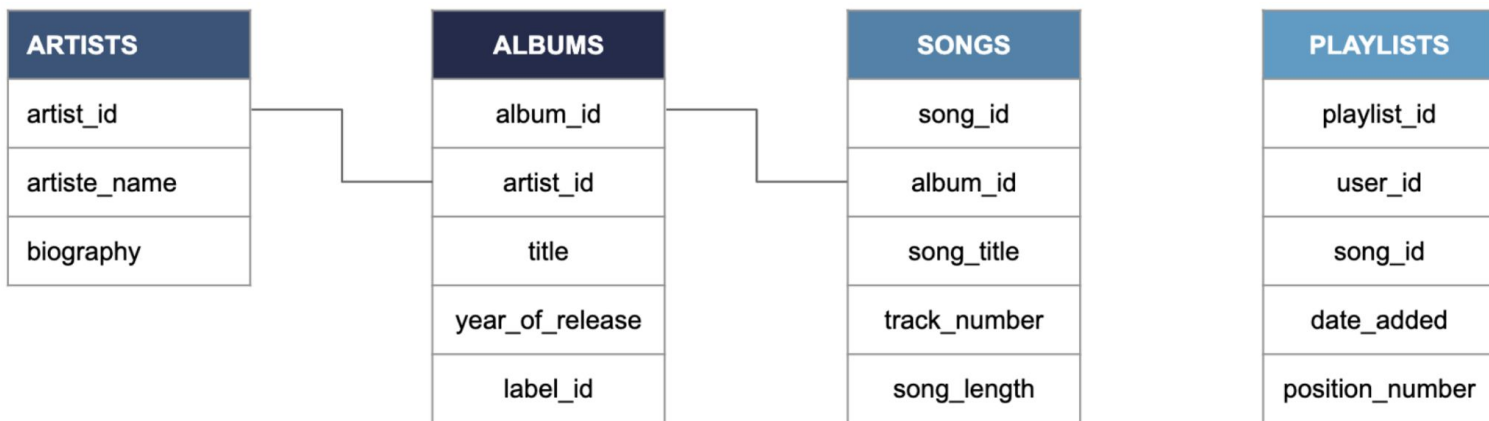 ARTISTS
artist_id
artiste_name
biography
ALBUMS
album_id
artist_id
title
year_of_release
label_id
SONGS
song_id
album_id
song_title
track_number
song_length
PLAYLISTS
playlist_id
user_id
song_id
date_added
position_number